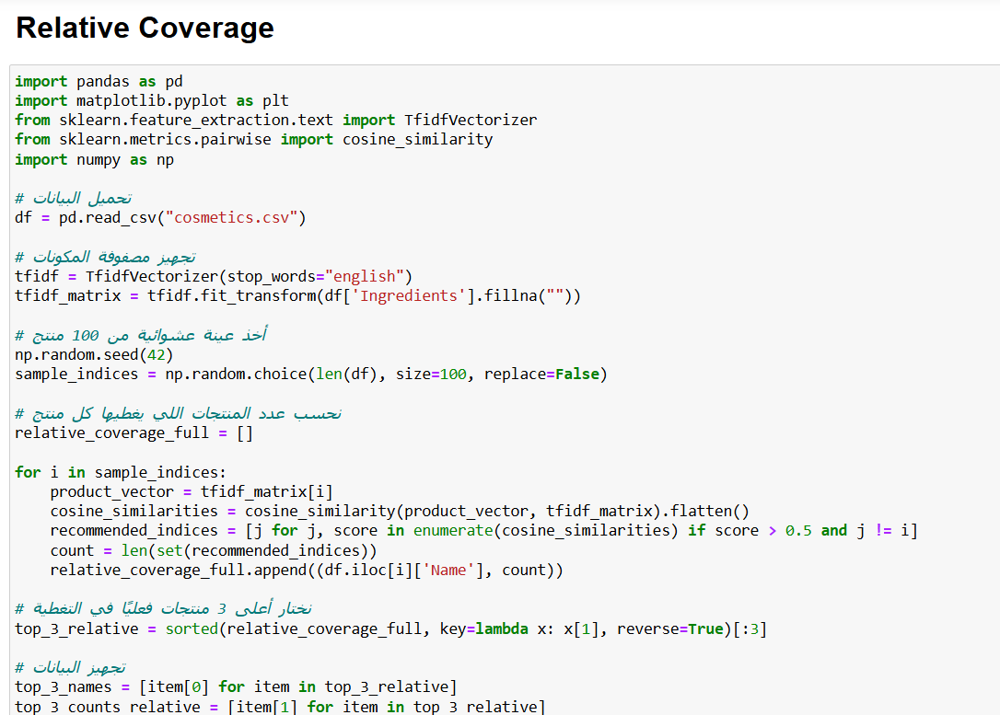 Relative Coverage
import pandas as pd
import matplotlib.pyplot as plt
from sklearn.feature_extraction.text import TfidfVectorizer
from sklearn.metrics.pairwise import cosine_similarity
import numpy as np
# تحميل البيانات
df = pd.read_csv("cosmetics.csv")
# تجهيز مصفوفة المكونات
tfidf = TfidfVectorizer(stop_words="english")
tfidf_matrix = tfidf.fit_transform(df['Ingredients'].fillna(""))
# أخذ عينة عشوائية من 100 منتج
np.random.seed(42)
sample_indices = np.random.choice(len(df), size=100, replace=False)
# نحسب عدد المنتجات اللي يغطيها كل منتج
relative_coverage_full = []
for i in sample_indices:
    product_vector = tfidf_matrix[i]
    cosine_similarities = cosine_similarity(product_vector, tfidf_matrix).flatten()
    recommended_indices = [j for j, score in enumerate(cosine_similarities) if score > 0.5 and j != i]
    count = len(set(recommended_indices))
    relative_coverage_full.append((df.iloc[i]['Name'], count))
# نختار أعلى 3 منتجات فعليًا في التغطية
top_3_relative = sorted(relative_coverage_full, key=lambda x: x[1], reverse=True)[:3]
# تجهيز البيانات
top_3_names = [item[0] for item in top_3_relative]
top_3_counts_relative = [item[1] for item in top_3_relative]